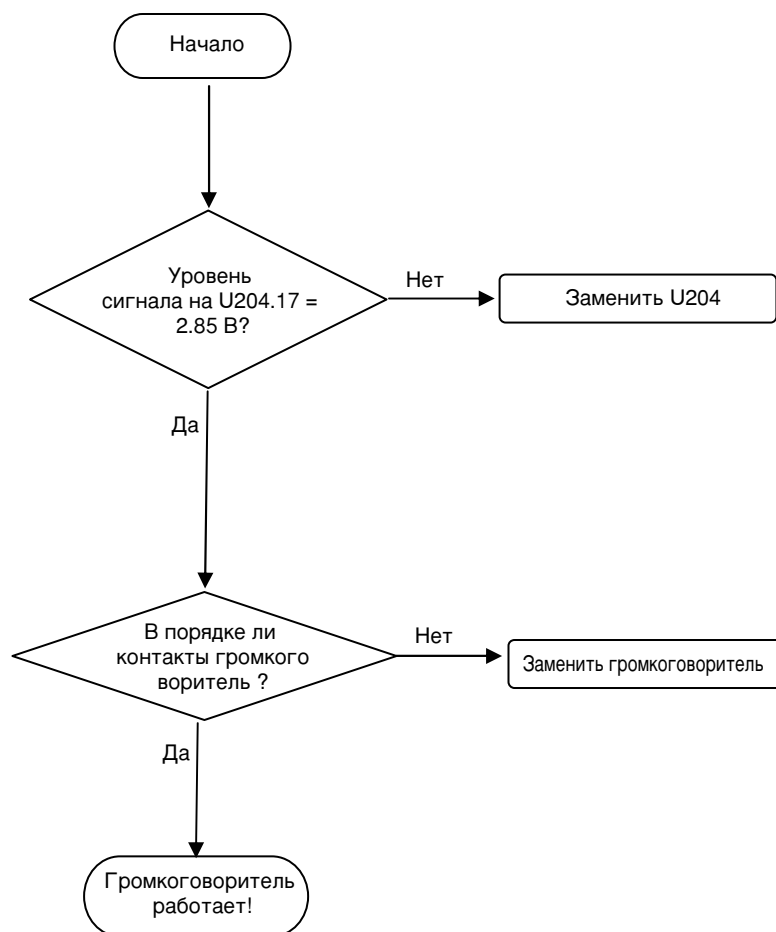 Начало
Уровень
сигнала на U204.17 =
2.85 В?
Нет
Заменить U204
Да
В порядке ли
контакты громкого
воритель ?
Нет
Заменить громкоговоритель
Да
Громкоговоритель
работает!